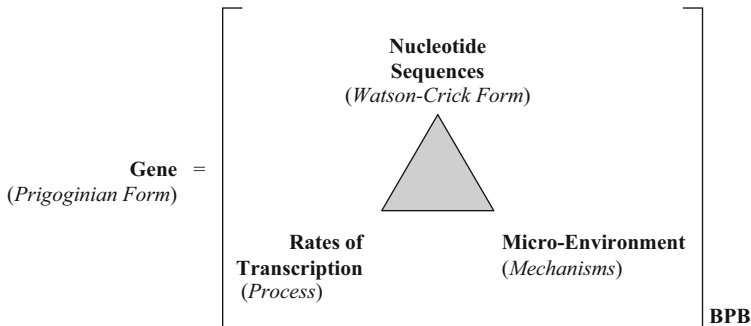 Nucleotide
Sequences
(Watson-Crick Form)
Gene =
(Prigoginian Form)
Rates of
Transcription
(Process)
Micro-Environment
(Mechanisms)
BPB